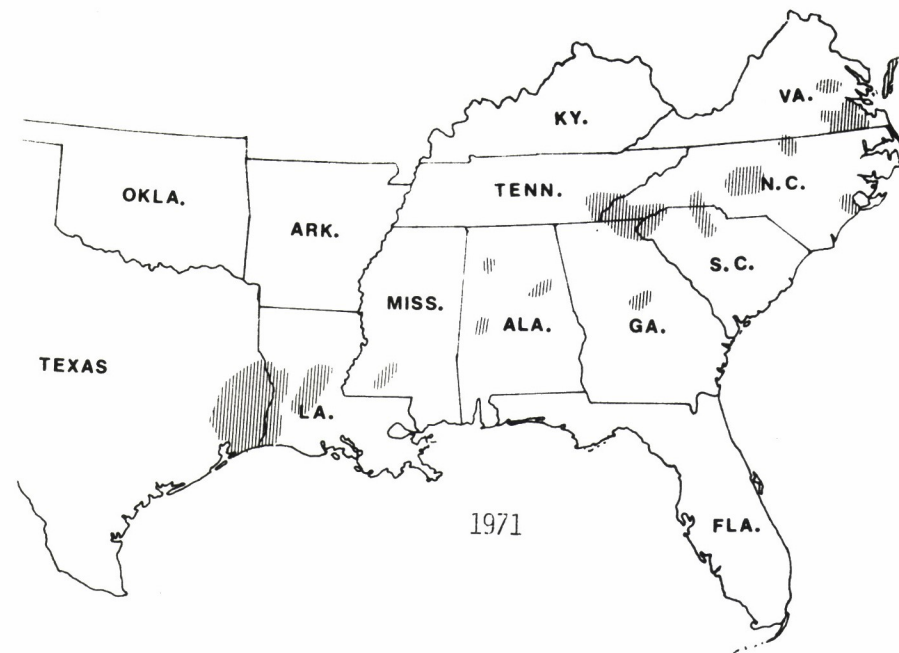 VA.
KY.
N.C.
TENN.
OKLA.
ARK.
S.C.
MISS.
ALA.
GA.
TEXAS
LA.
1971
FLA.